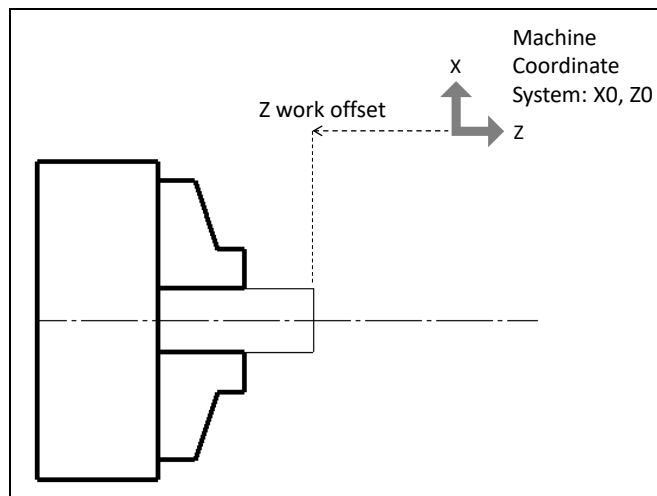 Machine
Coordinate
System: X0, Z0
X
Z work offset
Z